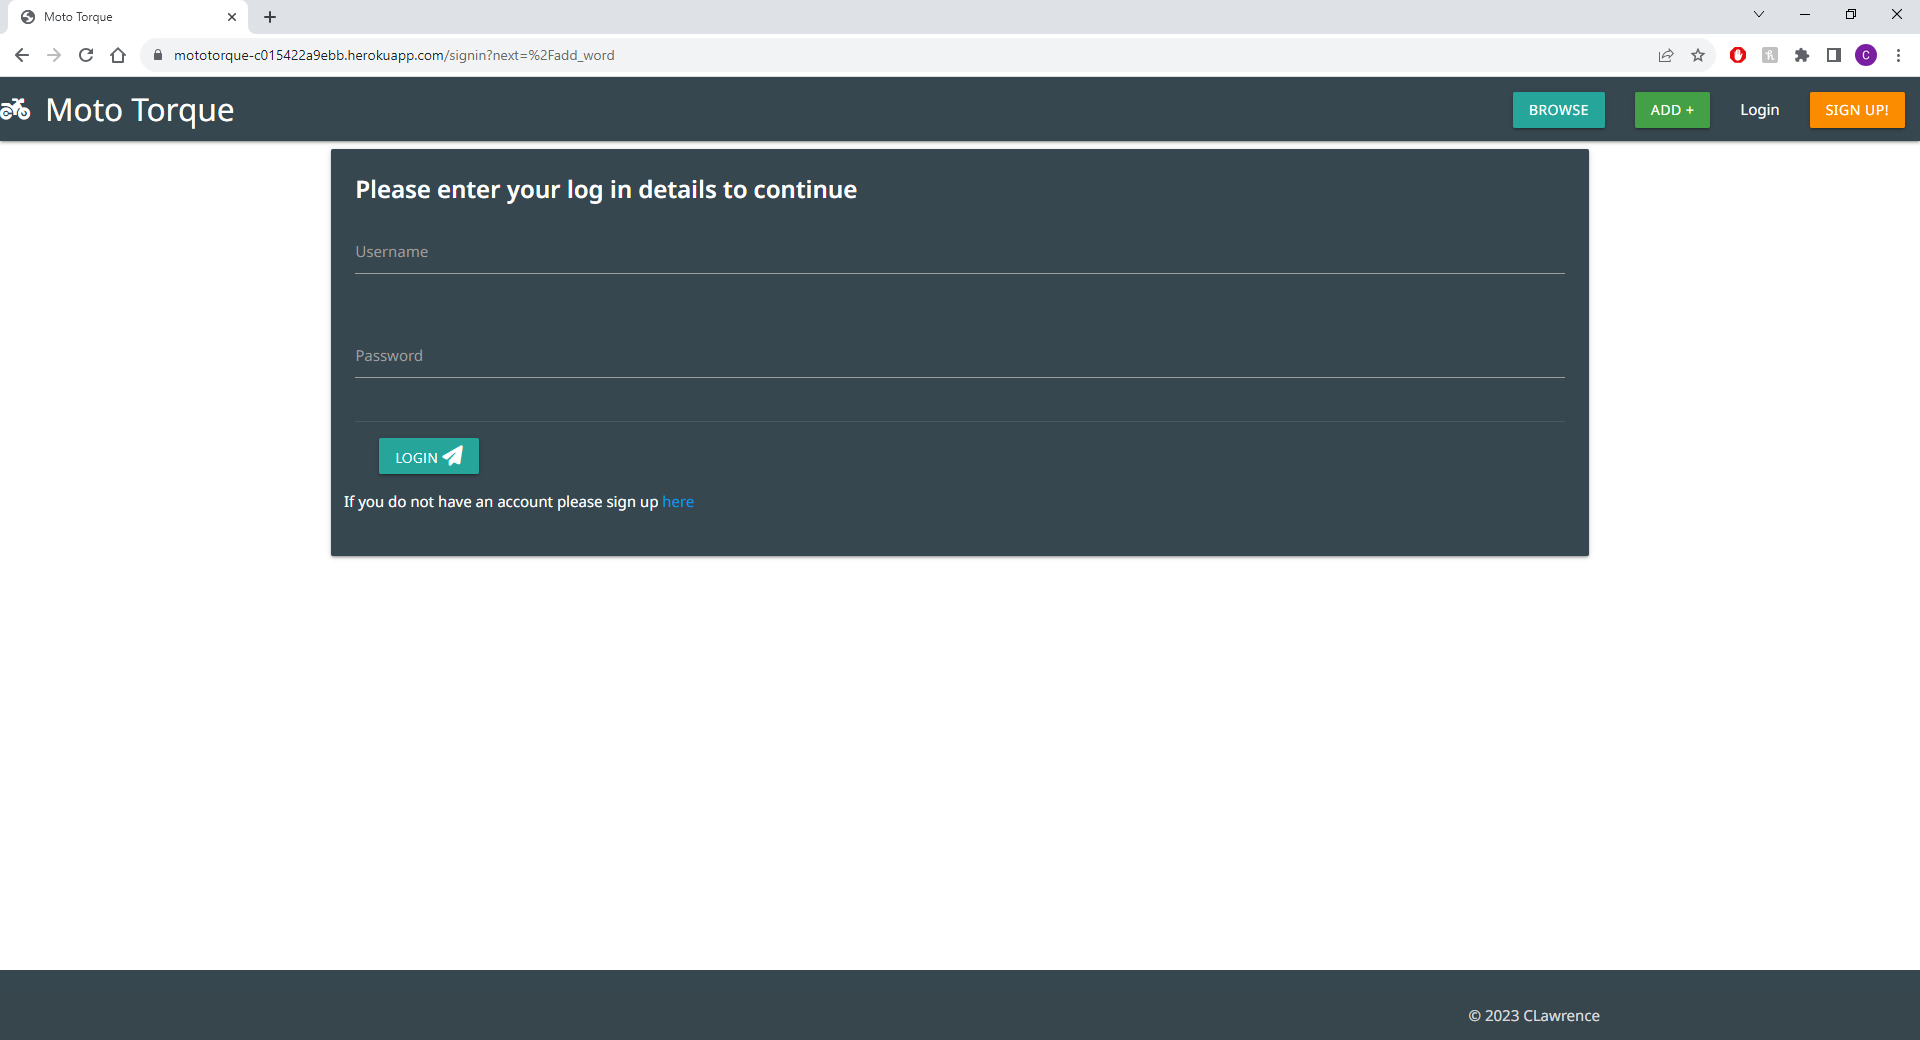 Moto Torque
mototorque-c015422a9ebb.herokuapp.com/signin?next=%2Fadd_word
C
Moto Torque
BROWSE
ADD +
Login
SIGN UP!
Please enter your log in details to continue
Username
Password
LOGIN
If you do not have an account please sign up here
© 2023 CLawrence